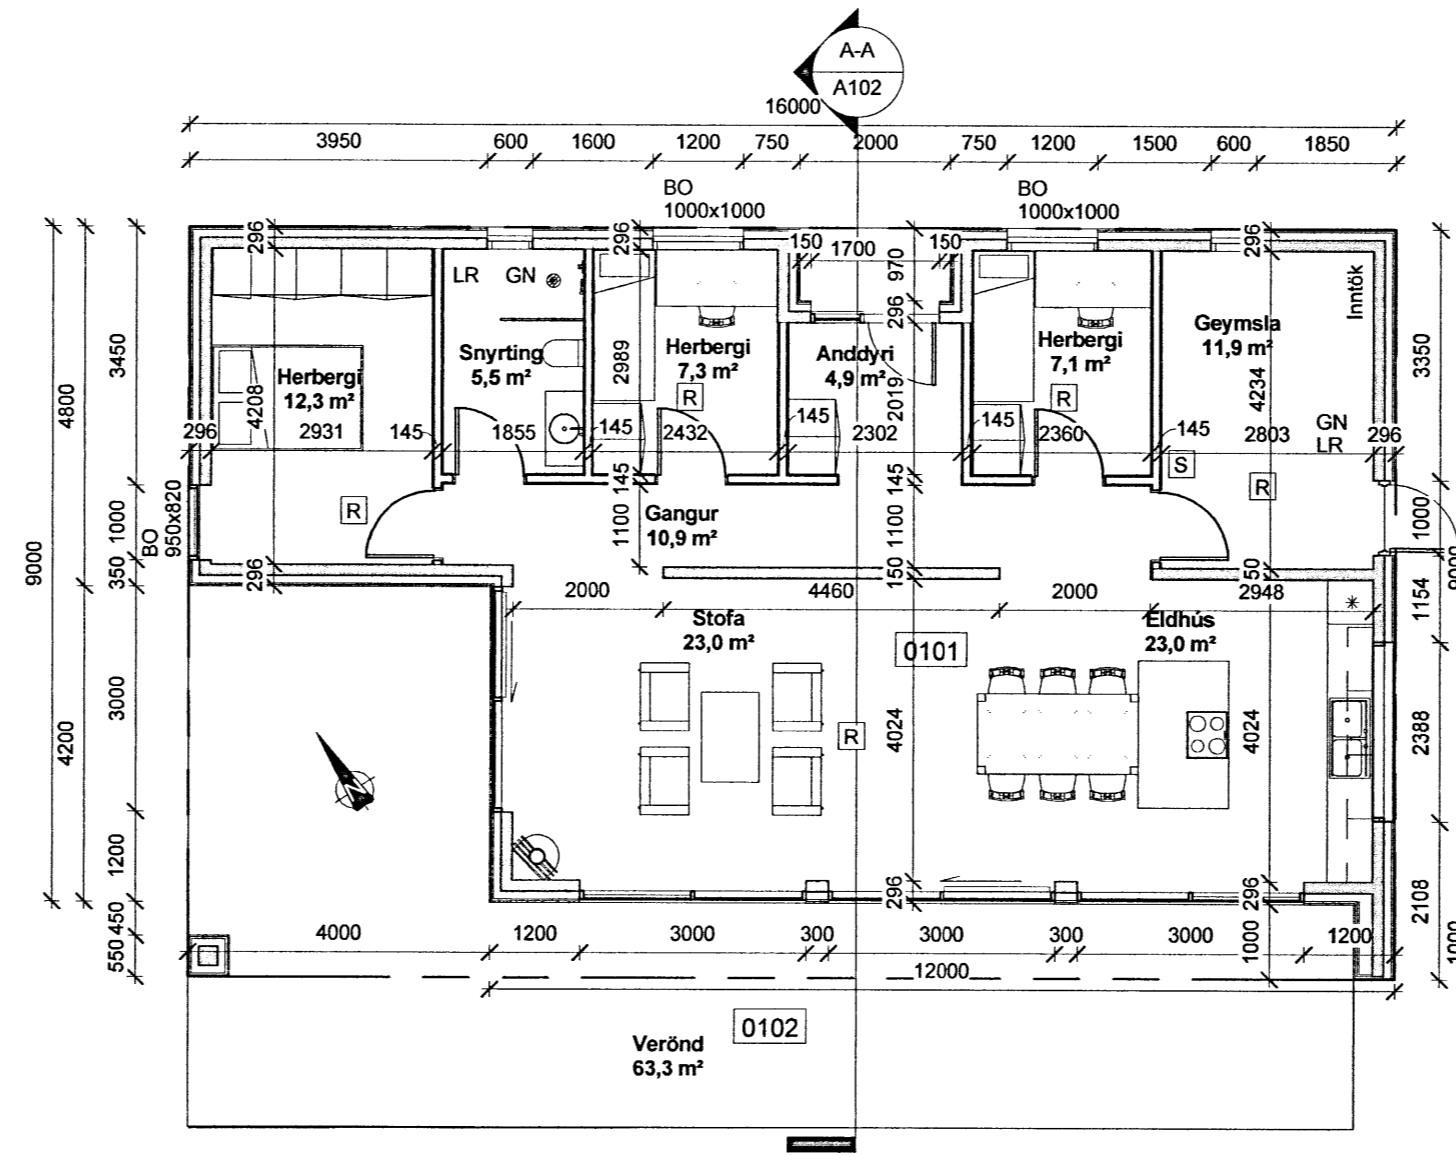 A-A
A102
16000
3950 600 1600 1200 750 2000 750 1200 1500 600 1850
BO
1000x1000
BO
1000x1000
296 296 150 1700 150 970 296 296
LR GN
Inntök
Herbergi
12,3 m²
Snyrting
5,5 m²
Herbergi
7,3 m²
Anddyri
4,9 m²
Herbergi
7,1 m²
Geymsla
11,9 m²
4208 2989 2019 4234
R R
GN
LR
296 2931 145 1855 145 2432 145 2302 145 2360 145 2803 296
S
R R
145 145
Gangur
10,9 m²
1100 1100
BO
950x820
296 150 50
9000 4800 3450 1000 350
4200 3000 1200 450 550
3350 1000 9000 1154 2388 2108 1000
2000 4460 2000 2948
Stofa
23,0 m²
0101
Eldhús
23,0 m²
R
4024 4024
N
296 296
4000 1200 3000 300 3000 300 3000 1000 1200
12000
0102
Verönd
63,3 m²